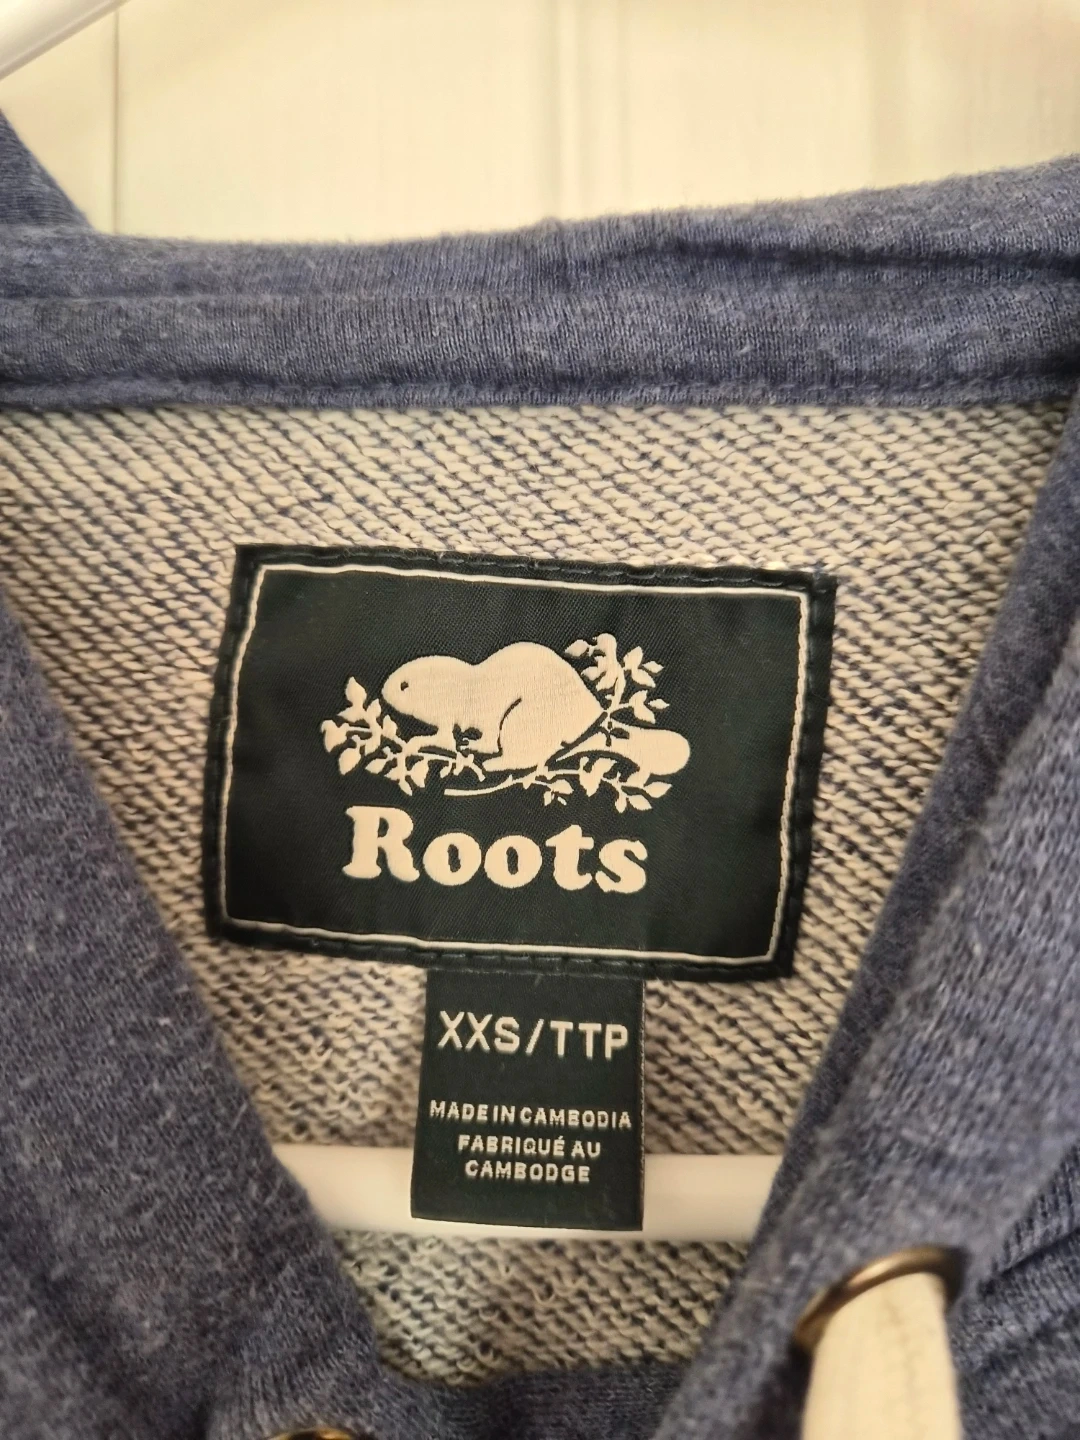 Roots
XXS/TTP
MADE IN CAMBODIA
FABRIQUÉ AU
CAMBODGE